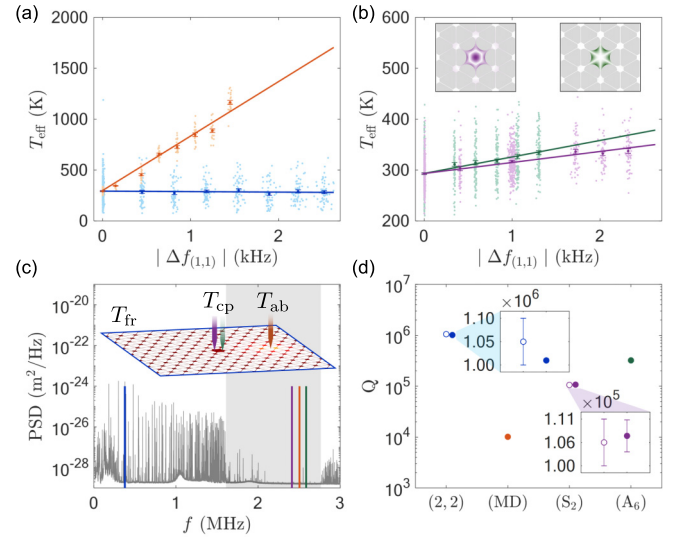 (a)
2000
1500
1000
500
0
T_eff (K)
0 1 2
| Δf_(1,1) | (kHz)
(b)
600
500
400
300
200
T_eff (K)
0 1 2
| Δf_(1,1) | (kHz)
(c)
10^-20
10^-22
10^-24
10^-26
10^-28
PSD (m^2/Hz)
T_fr T_cp T_ab
0 1 2 3
f (MHz)
(d)
10^7
10^6
10^5
10^4
10^3
Q
×10^6
1.10
1.05
1.00
×10^5
1.11
1.06
1.00
(2, 2) (MD) (S_2) (A_6)